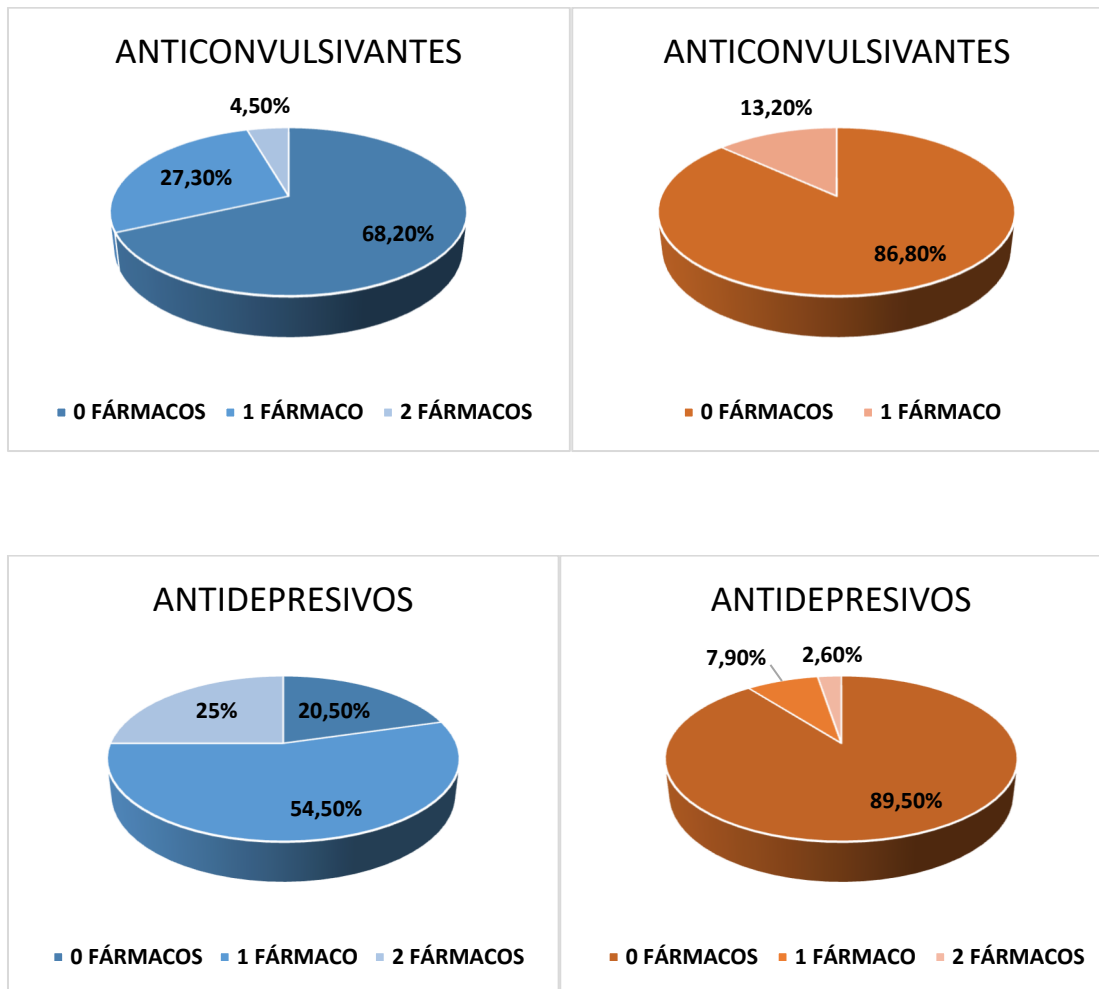 ANTICONVULSIVANTES
4,50%
27,30%
68,20%
0 FÁRMACOS 1 FÁRMACO 2 FÁRMACOS
ANTICONVULSIVANTES
13,20%
86,80%
0 FÁRMACOS 1 FÁRMACO
ANTIDEPRESIVOS
25% 20,50%
54,50%
0 FÁRMACOS 1 FÁRMACO 2 FÁRMACOS
ANTIDEPRESIVOS
7,90% 2,60%
89,50%
0 FÁRMACOS 1 FÁRMACO 2 FÁRMACOS